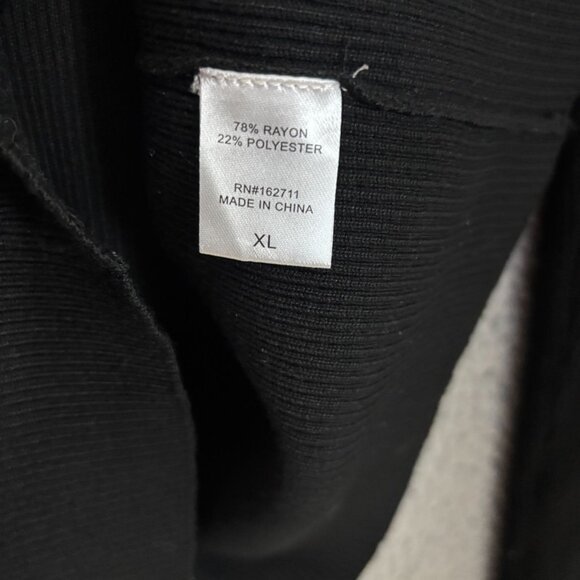 78% RAYON
22% POLYESTER
RN#162711
MADE IN CHINA
XL